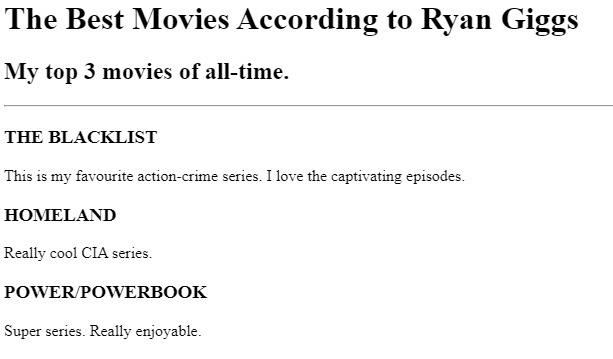 The Best Movies According to Ryan Giggs
My top 3 movies of all-time.
THE BLACKLIST
This is my favourite action-crime series. I love the captivating episodes.
HOMELAND
Really cool CIA series.
POWER/POWERBOOK
Super series. Really enjoyable.